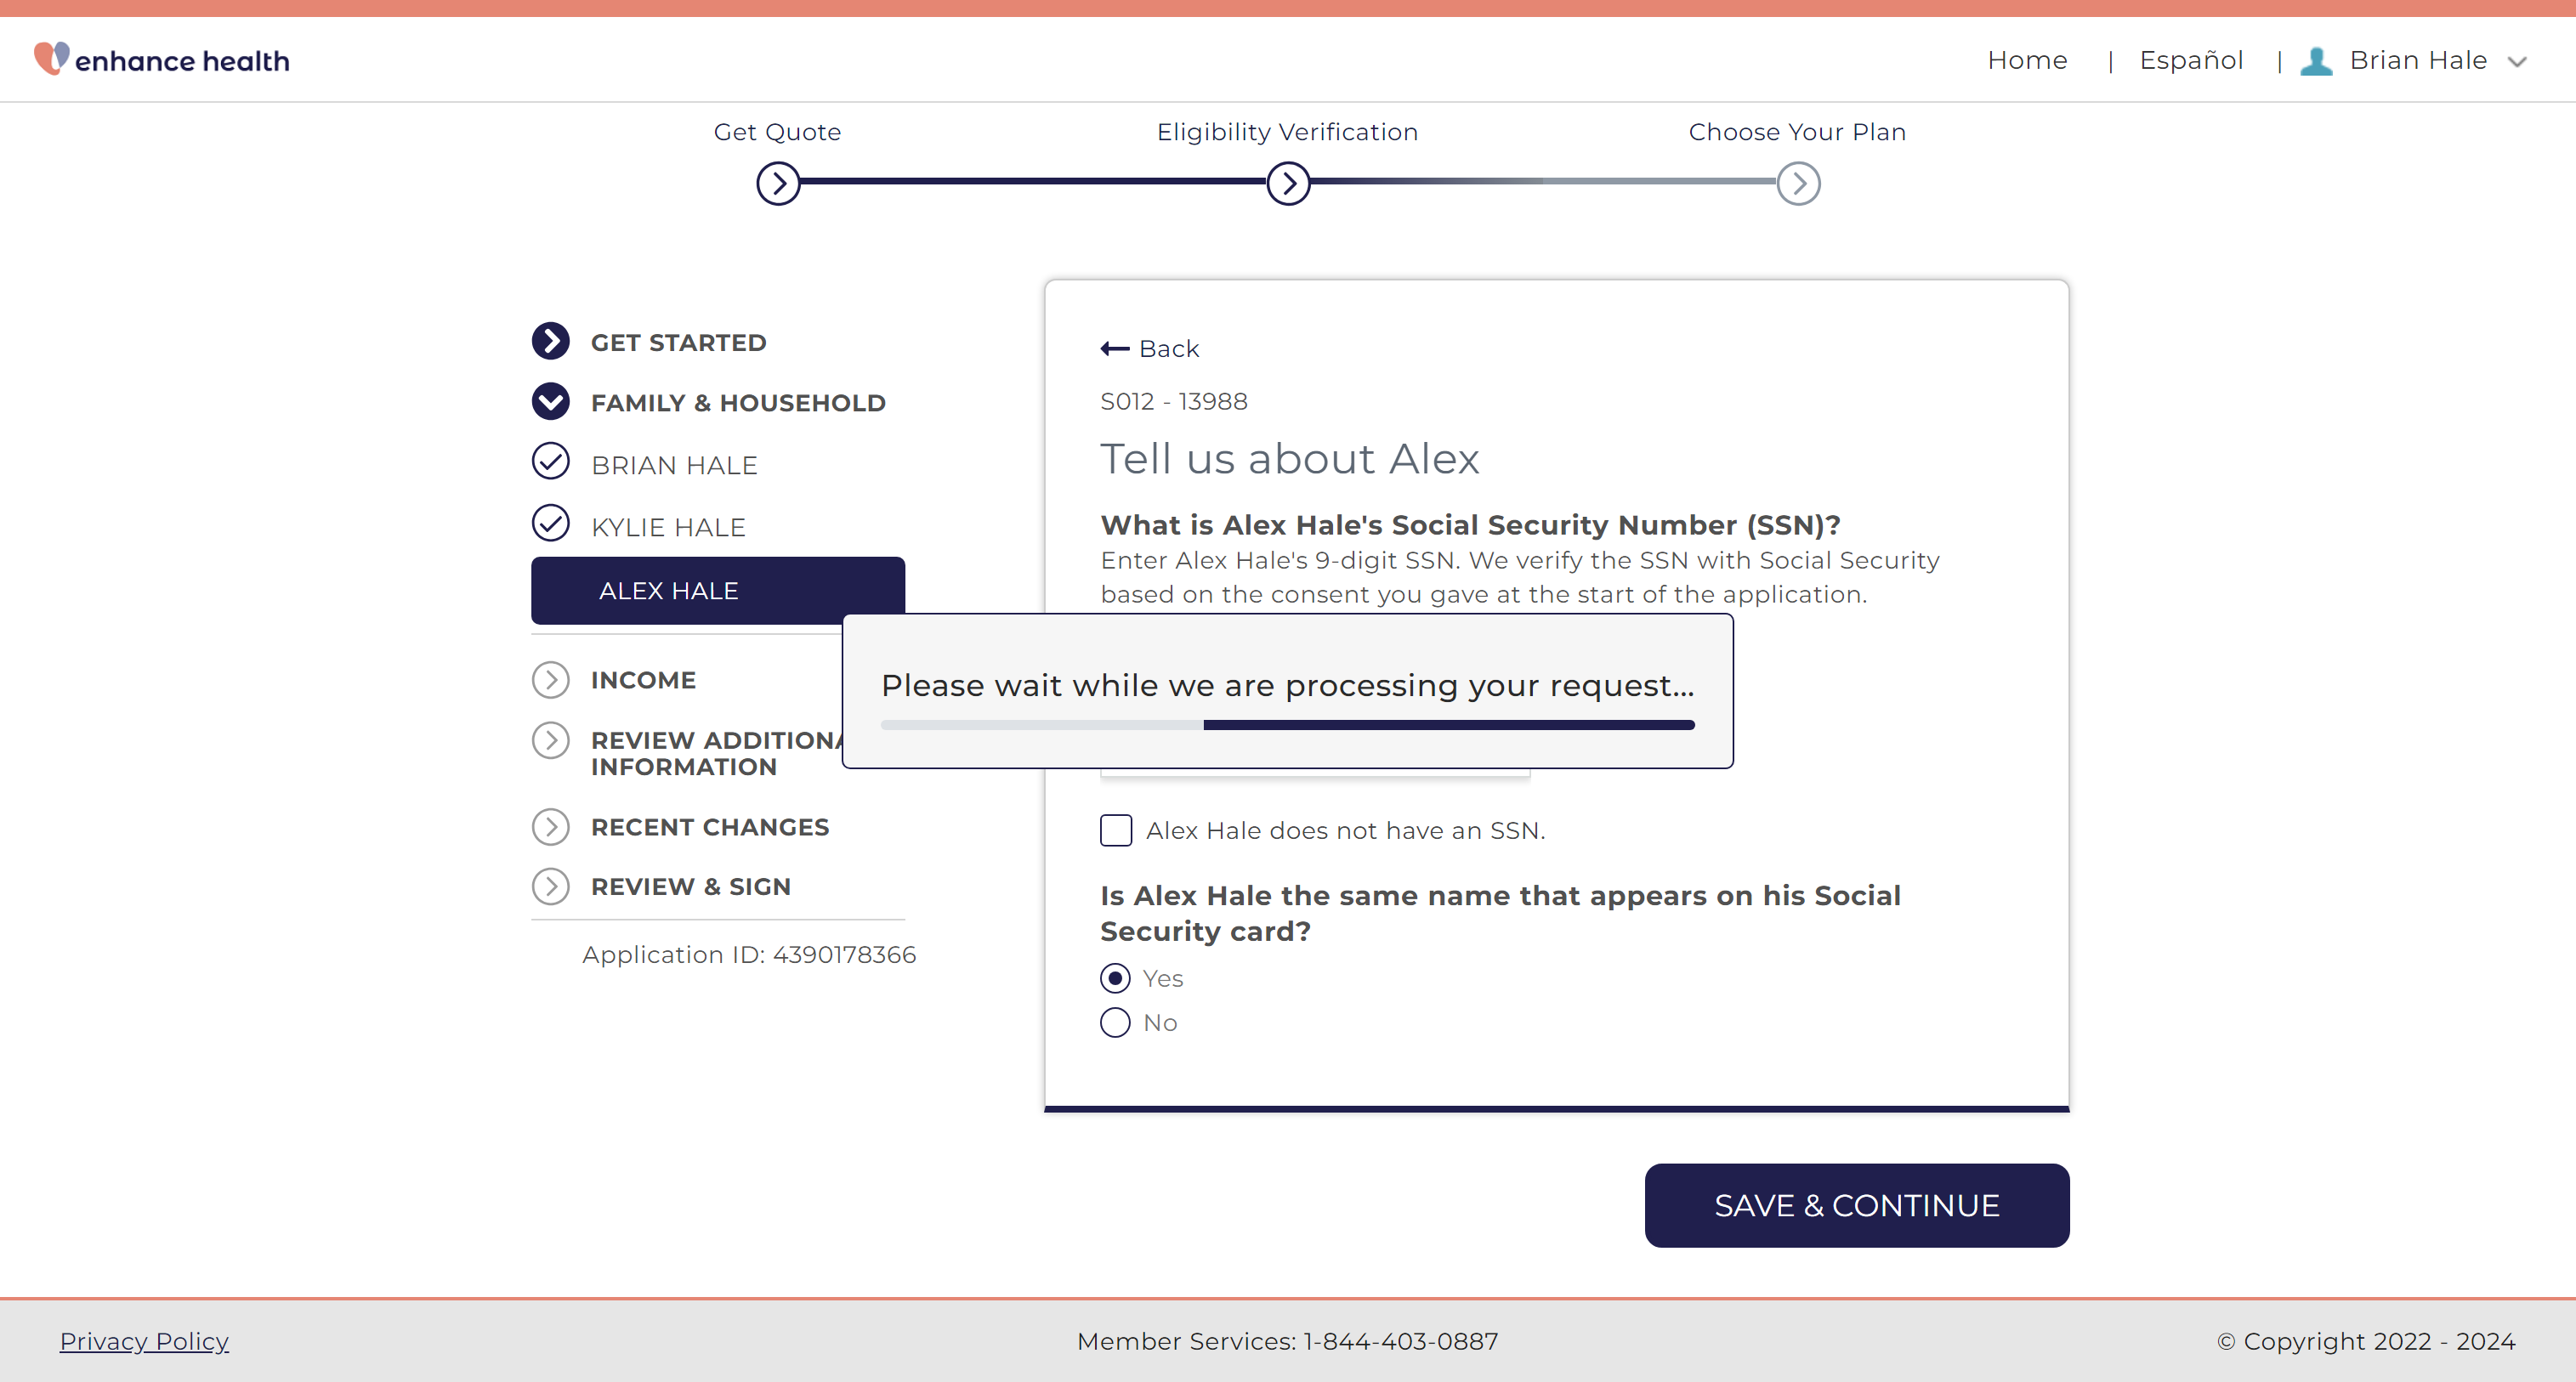 enhance health
Home | Español | Brian Hale
Get Quote
Eligibility Verification
Choose Your Plan
GET STARTED
FAMILY & HOUSEHOLD
BRIAN HALE
KYLIE HALE
ALEX HALE
INCOME
REVIEW ADDITIONA
INFORMATION
RECENT CHANGES
REVIEW & SIGN
Application ID: 4390178366
Back
S012 - 13988
Tell us about Alex
What is Alex Hale's Social Security Number (SSN)?
Enter Alex Hale's 9-digit SSN. We verify the SSN with Social Security
based on the consent you gave at the start of the application.
Please wait while we are processing your request...
Alex Hale does not have an SSN.
Is Alex Hale the same name that appears on his Social
Security card?
Yes
No
SAVE & CONTINUE
Privacy Policy
Member Services: 1-844-403-0887
© Copyright 2022 - 2024